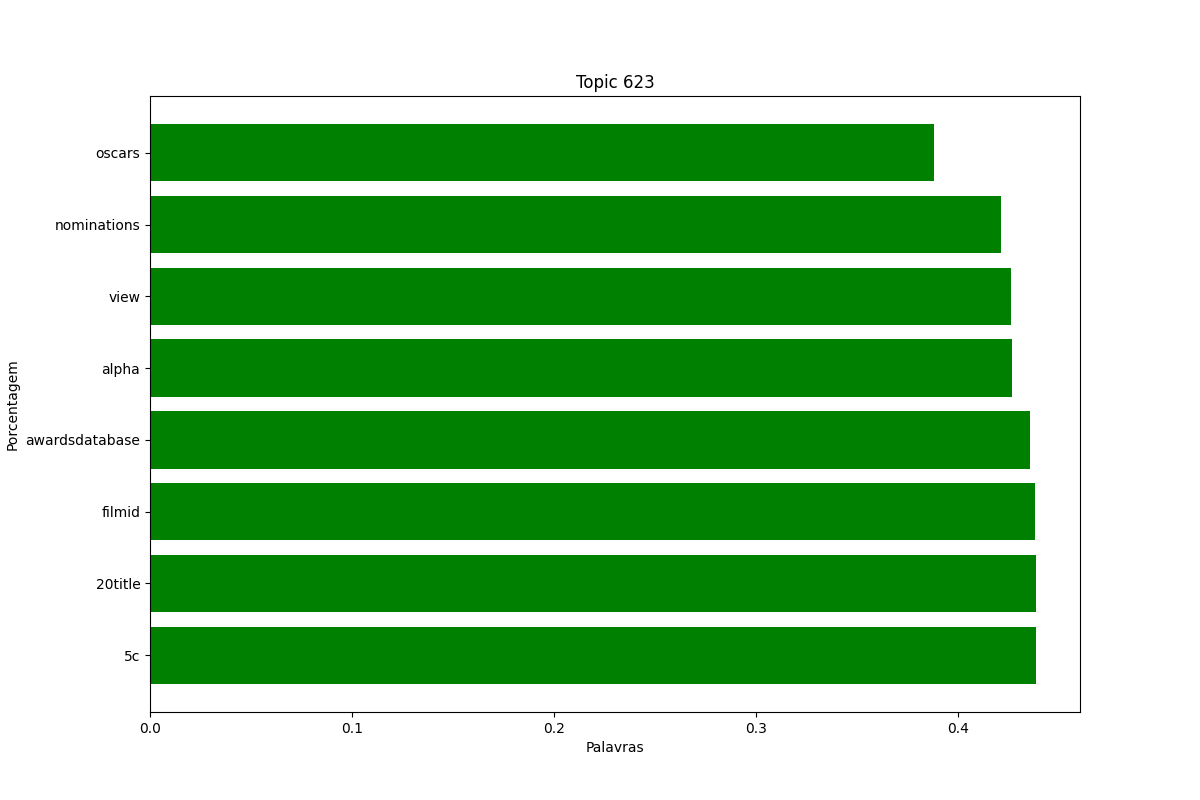 Topic 623
oscars
nominations
view
alpha
awardsdatabase
filmid
20title
5c
Porcentagem
0.0 0.1 0.2 0.3 0.4
Palavras